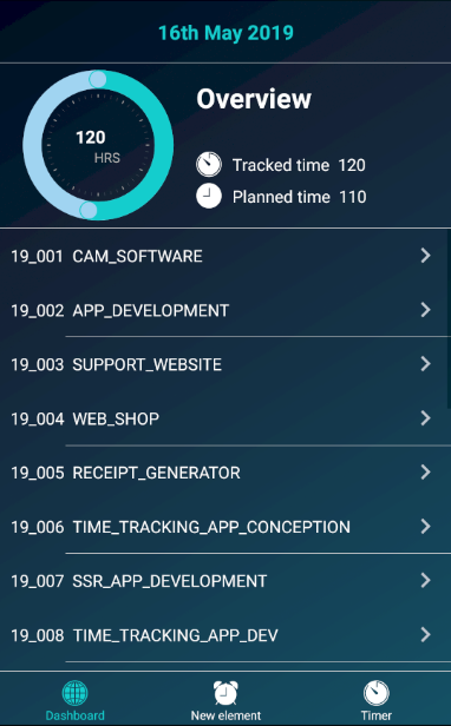 16th May 2019
Overview
120
HRS
Tracked time 120
Planned time 110
19_001 CAM_SOFTWARE
19_002 APP_DEVELOPMENT
19_003 SUPPORT_WEBSITE
19_004 WEB_SHOP
19_005 RECEIPT_GENERATOR
19_006 TIME_TRACKING_APP_CONCEPTION
19_007 SSR_APP_DEVELOPMENT
19_008 TIME_TRACKING_APP_DEV
Dashboard New element Timer